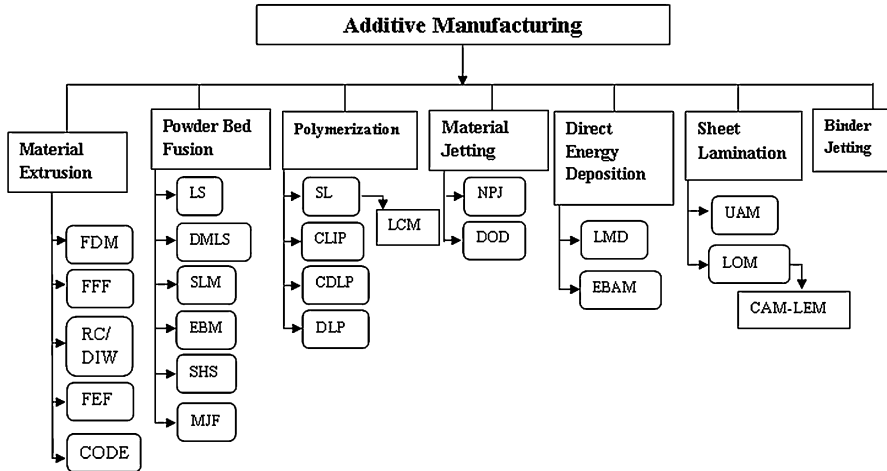 Additive Manufacturing
Material
Extrusion
FDM
FFF
RC/
DIW
FEF
CODE
Powder Bed
Fusion
LS
DMLS
SLM
EBM
SHS
MJF
Polymerization
SL
LCM
CLIP
CDLP
DLP
Material
Jetting
NPJ
DOD
Direct
Energy
Deposition
LMD
EBAM
Sheet
Lamination
UAM
LOM
CAM-LEM
Binder
Jetting